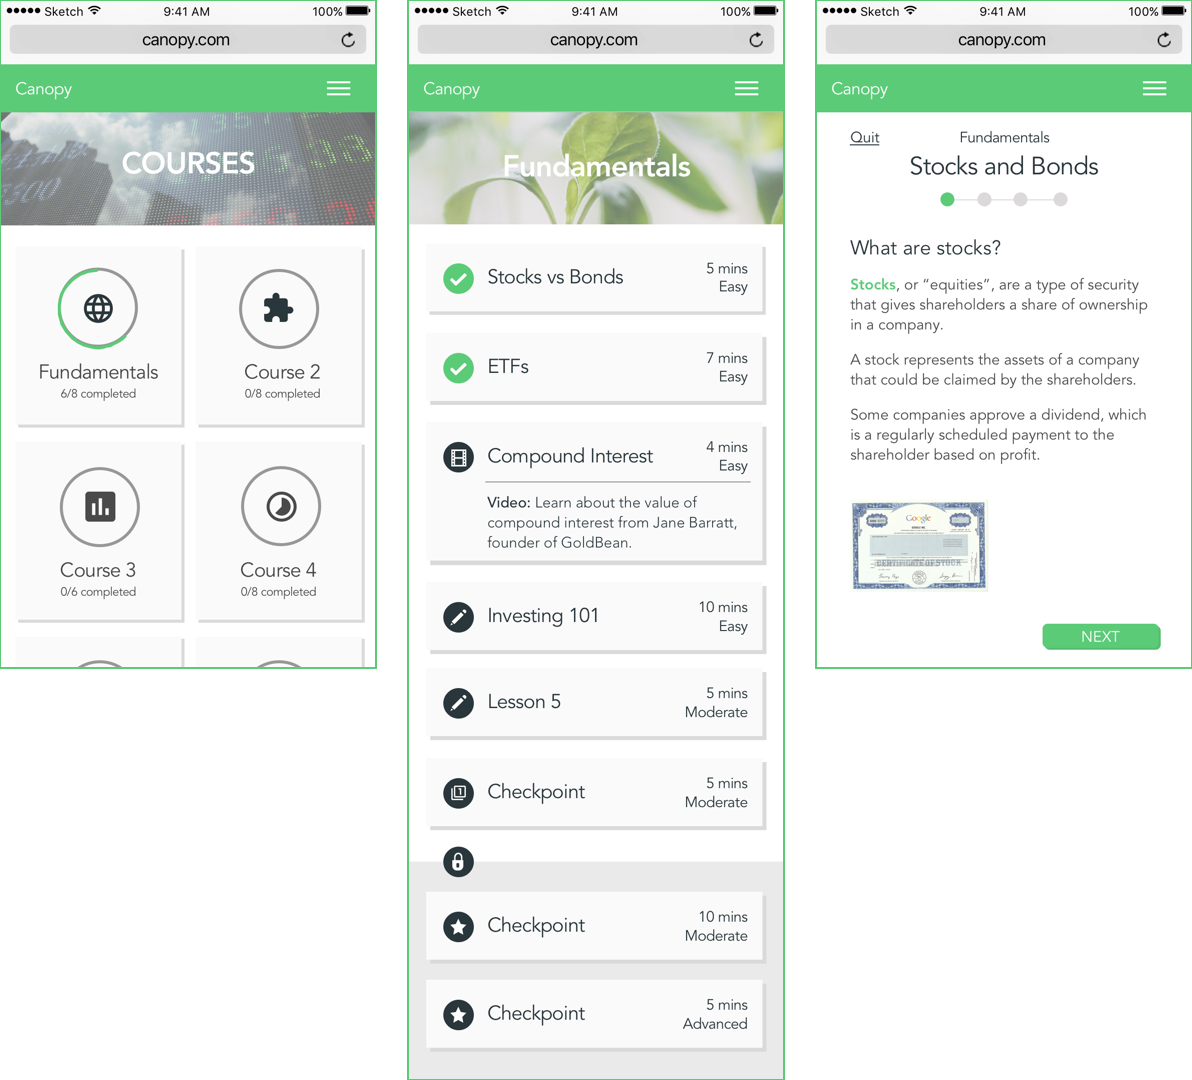 Sketch 9:41 AM 100%
canopy.com
Canopy
COURSES
Fundamentals
6/8 completed
Course 2
0/8 completed
Course 3
0/6 completed
Course 4
0/8 completed
Sketch 9:41 AM 100%
canopy.com
Canopy
Fundamentals
Stocks vs Bonds
5 mins
Easy
ETFs
7 mins
Easy
Compound Interest
4 mins
Easy
Video: Learn about the value of
compound interest from Jane Barratt,
founder of GoldBean.
Investing 101
10 mins
Easy
Lesson 5
5 mins
Moderate
Checkpoint
5 mins
Moderate
Checkpoint
10 mins
Moderate
Checkpoint
5 mins
Advanced
Sketch 9:41 AM 100%
canopy.com
Canopy
Quit
Fundamentals
Stocks and Bonds
What are stocks?
Stocks, or “equities”, are a type of security
that gives shareholders a share of ownership
in a company.
A stock represents the assets of a company
that could be claimed by the shareholders.
Some companies approve a dividend, which
is a regularly scheduled payment to the
shareholder based on profit.
Google
CERTIFICATE OF STOCK
NEXT